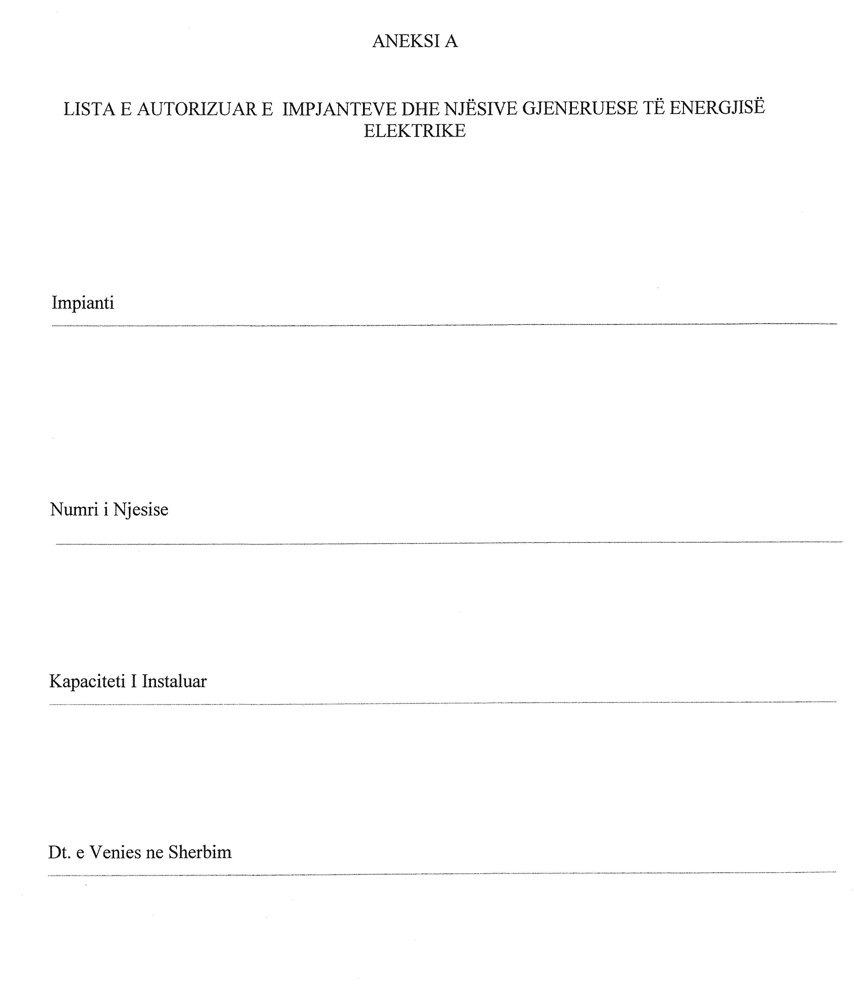 ANEKSI A
LISTA E AUTORIZUAR E IMPJANTEVE DHE NJËSIVE GJENERUESE TË ENERGJISË
ELEKTRIKE
Impianti
Numri i Njesise
Kapaciteti I Instaluar
Dt. e Venies ne Sherbim